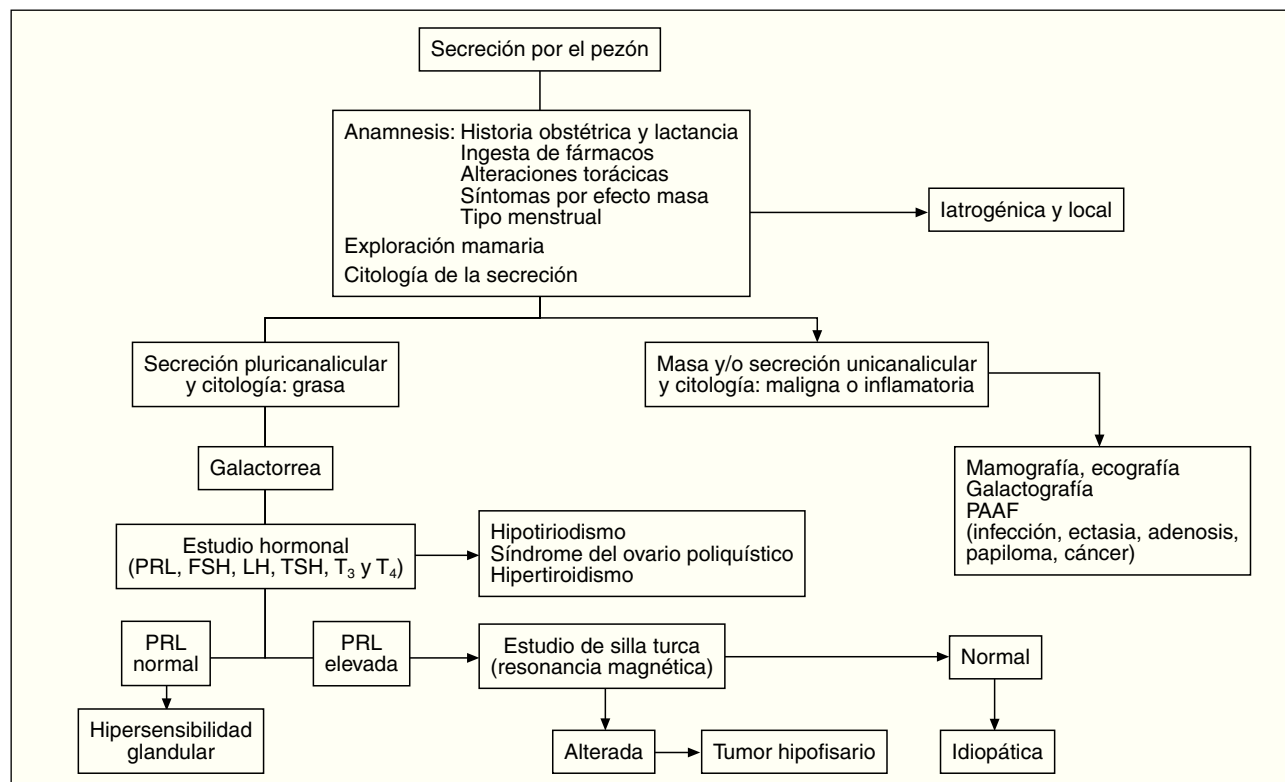 Secreción por el pezón
Anamnesis: Historia obstétrica y lactancia
Ingesta de fármacos
Alteraciones torácicas
Síntomas por efecto masa
Tipo menstrual
Exploración mamaria
Citología de la secreción
Iatrogénica y local
Secreción pluricanalicular
y citología: grasa
Masa y/o secreción unicanalicular
y citología: maligna o inflamatoria
Galactorrea
Mamografía, ecografía
Galactografía
PAAF
(infección, ectasia, adenosis,
papiloma, cáncer)
Estudio hormonal
(PRL, FSH, LH, TSH, T₃ y T₄)
Hipotiriodismo
Síndrome del ovario poliquístico
Hipertiroidismo
PRL
normal
PRL
elevada
Estudio de silla turca
(resonancia magnética)
Normal
Hipersensibilidad
glandular
Alterada
Tumor hipofisario
Idiopática